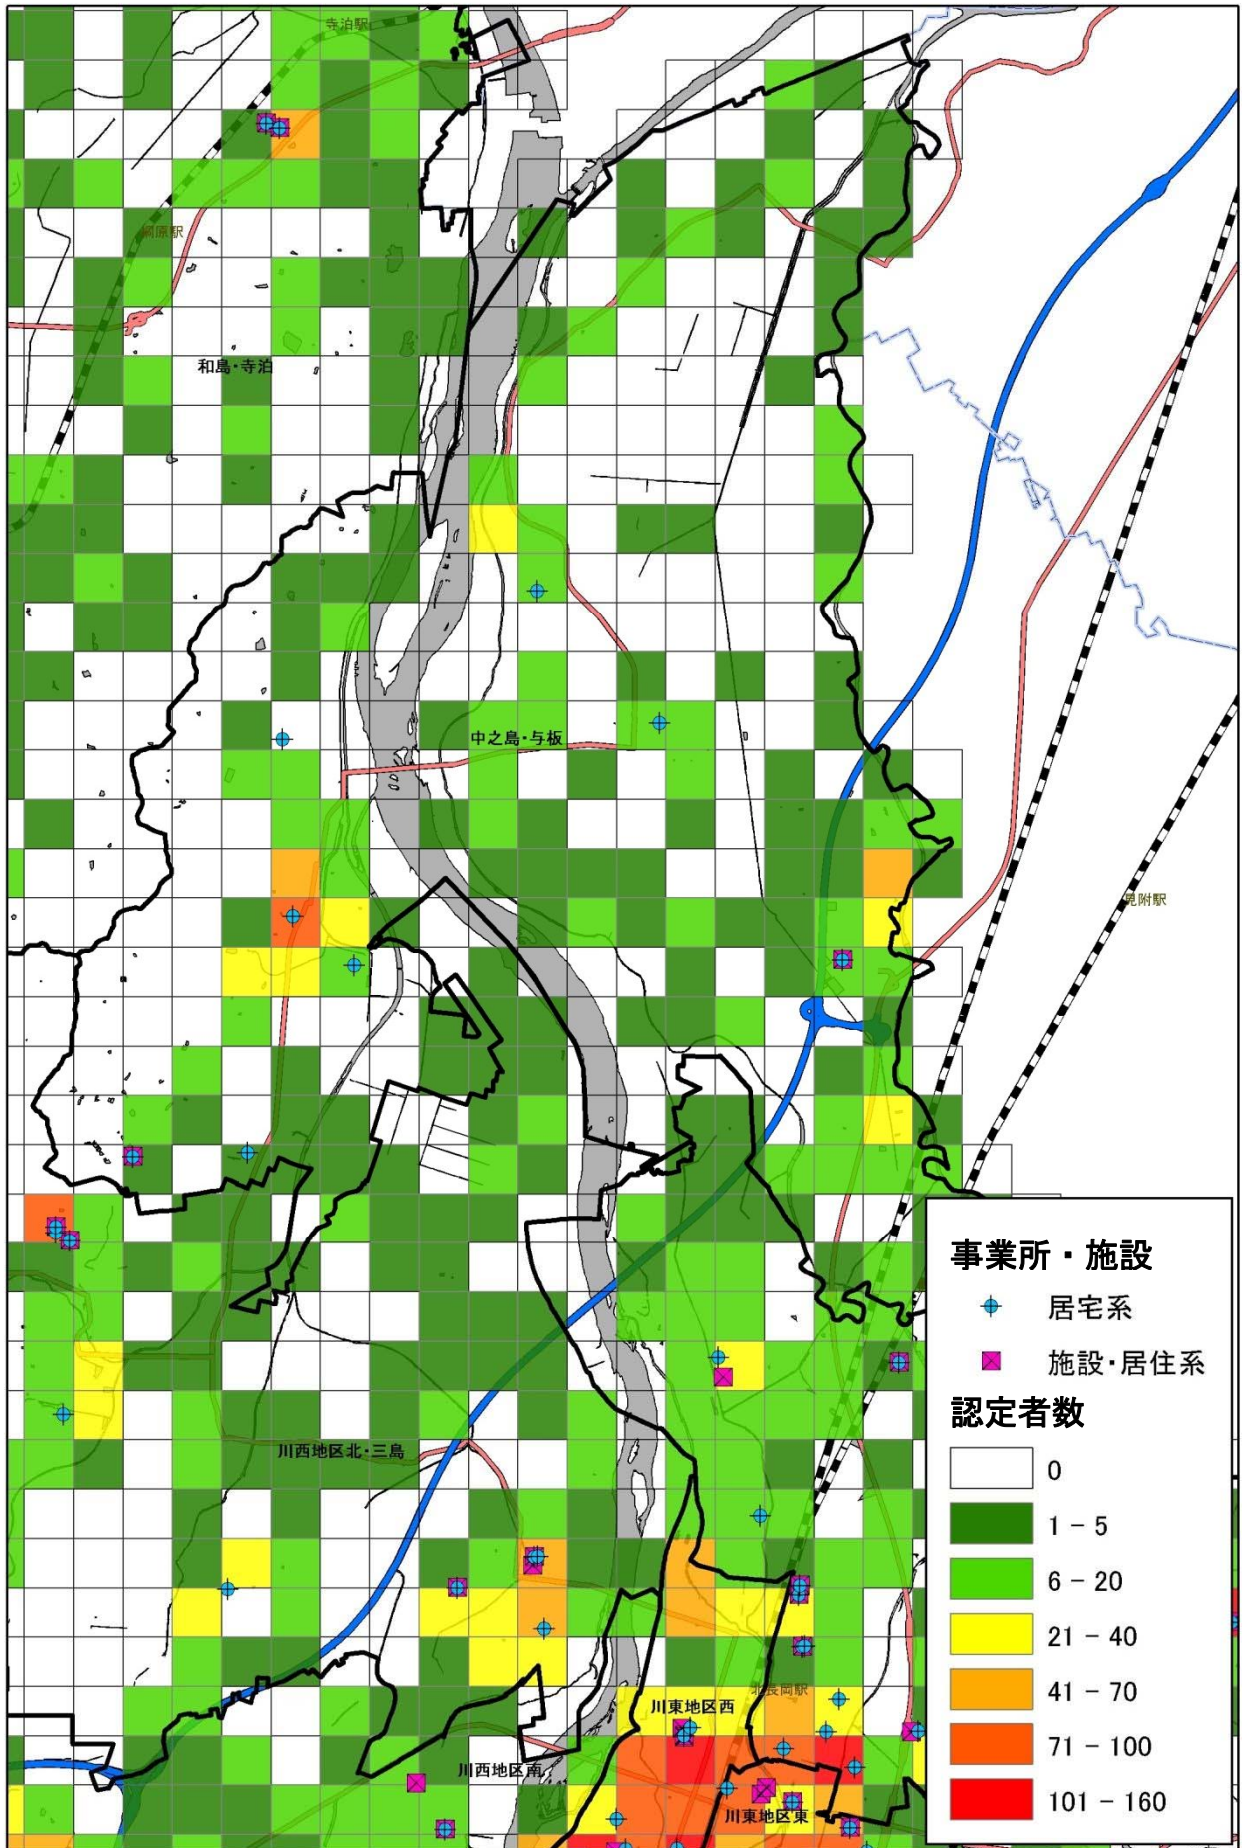 寺泊駅
桐原駅
和島・寺泊
中之島・与板
見附駅
川西地区北・三島
北長岡駅
川東地区西
川西地区南
川東地区東
事業所・施設
居宅系
施設・居住系
認定者数
0
1 － 5
6 － 20
21 － 40
41 － 70
71 － 100
101 － 160